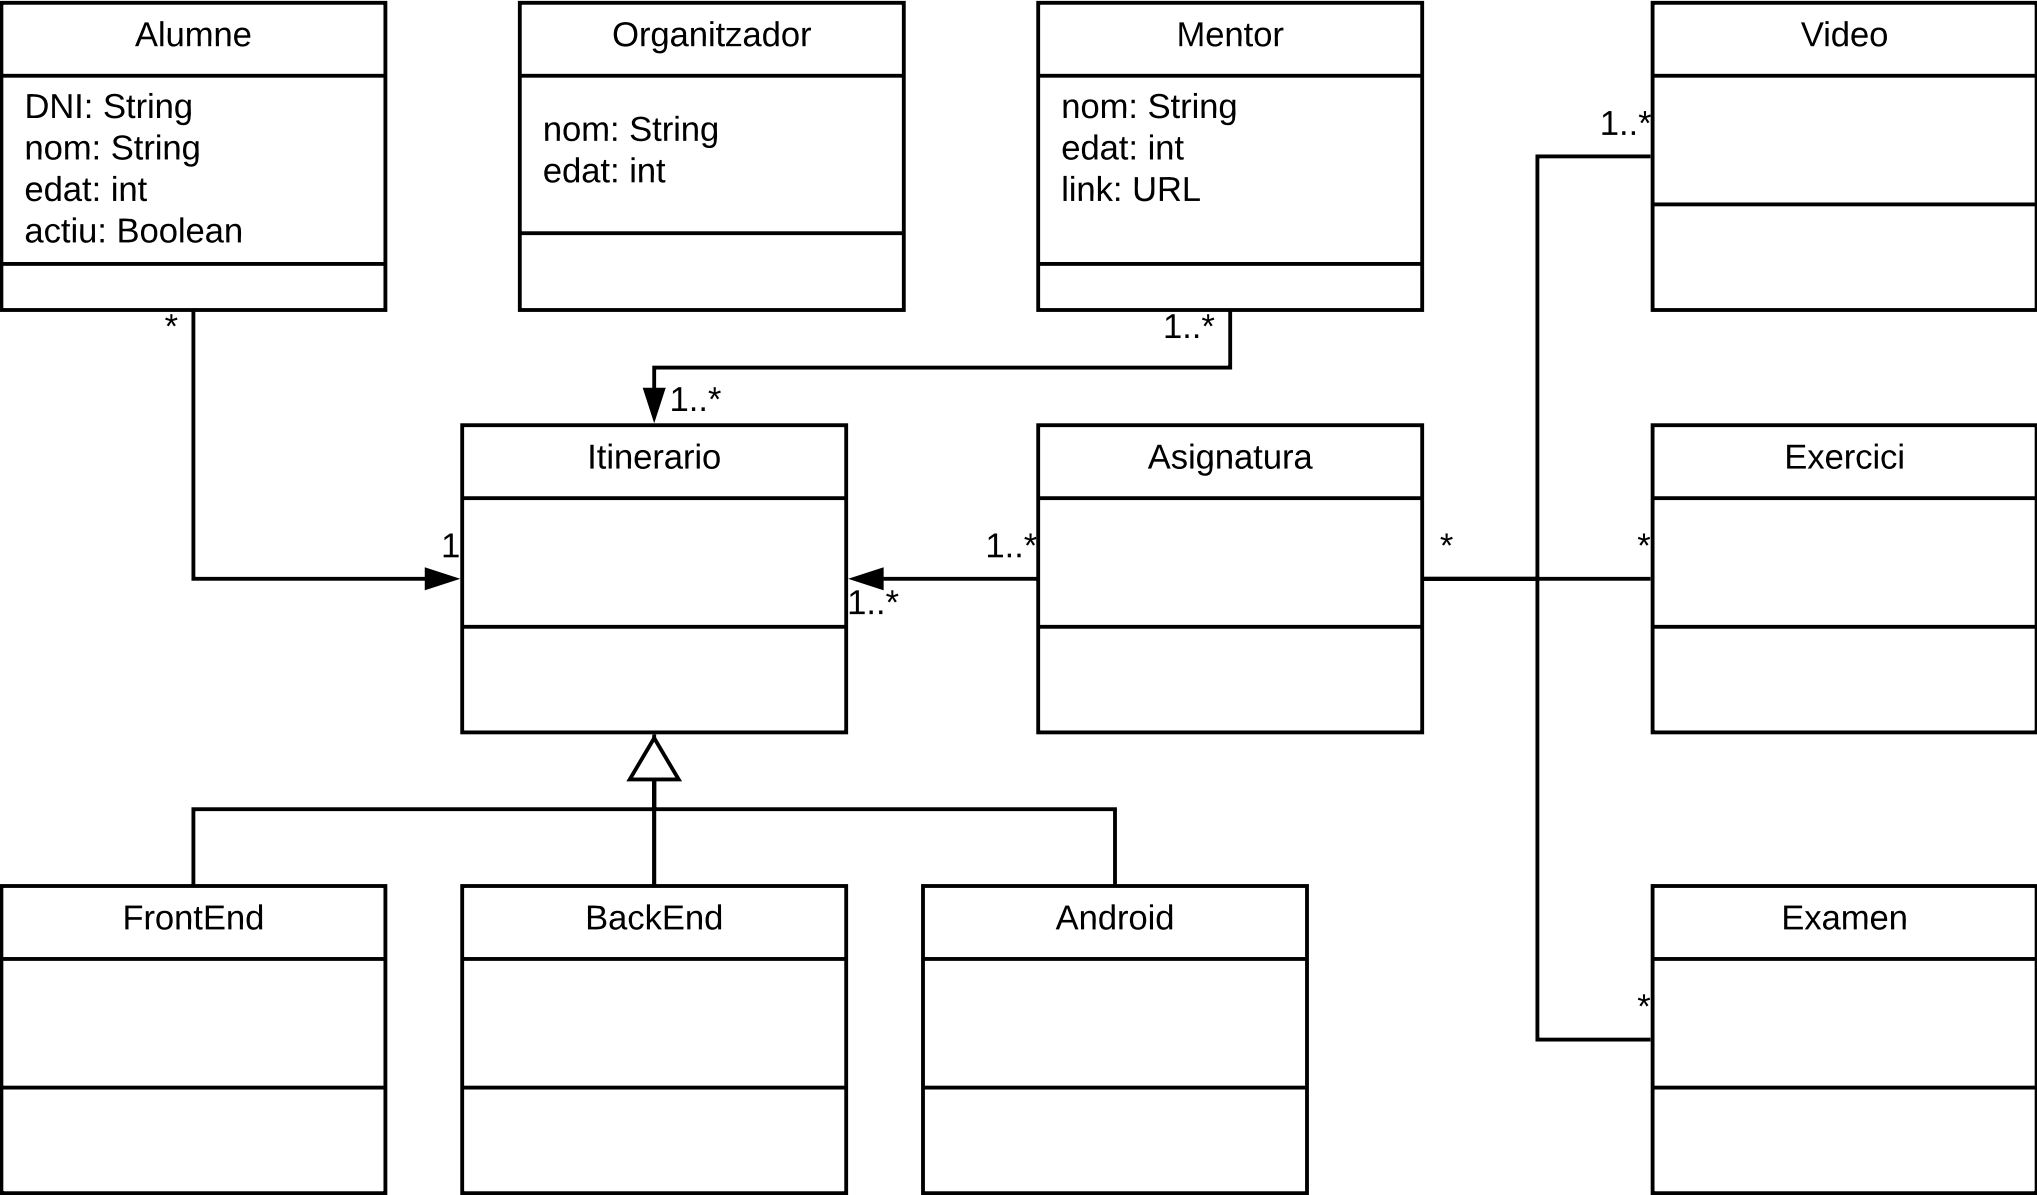 Alumne
DNI: String
nom: String
edat: int
actiu: Boolean
Organitzador
nom: String
edat: int
Mentor
nom: String
edat: int
link: URL
Video
1..*
*
1..*
1..*
Itinerario
1
1..*
Asignatura
1..*
*
Exercici
*
FrontEnd
BackEnd
Android
Examen
*